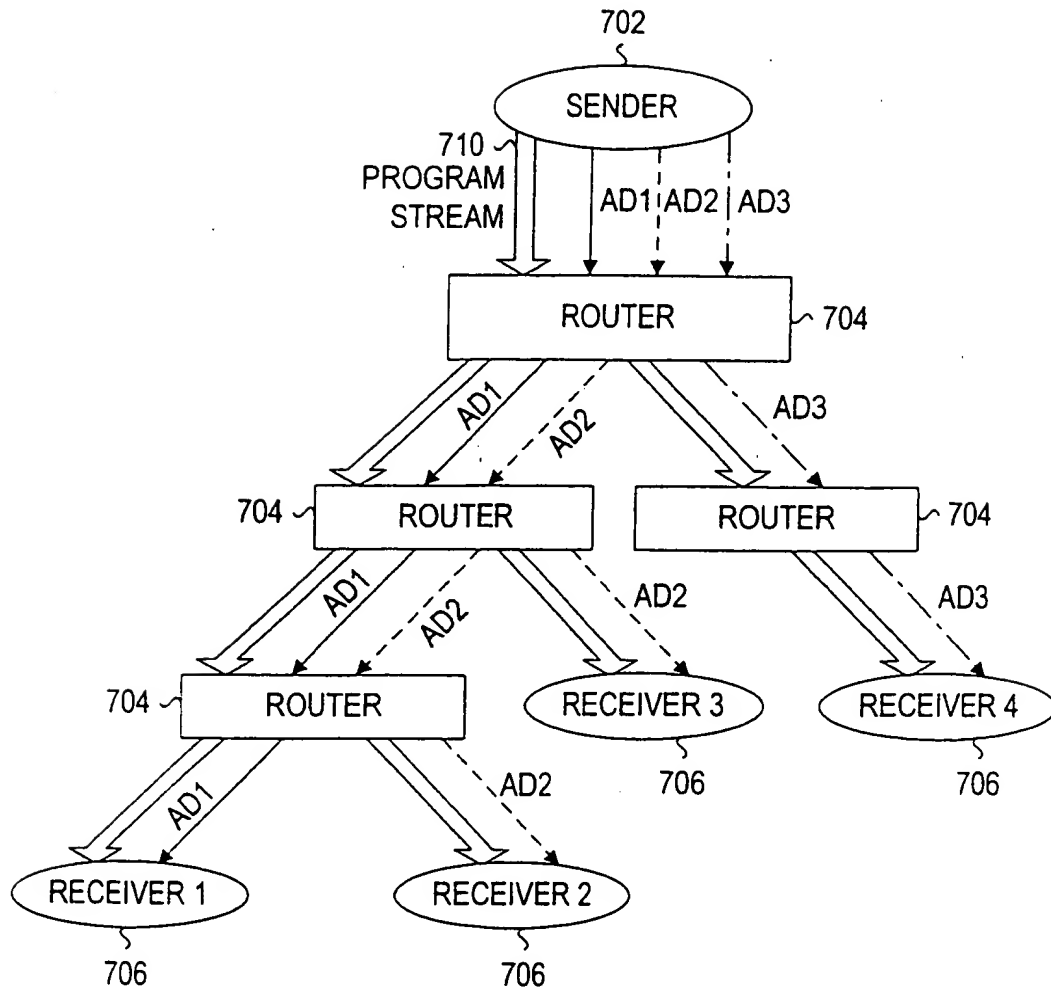 702
SENDER
710
PROGRAM
STREAM
AD1
AD2
AD3
ROUTER
704
AD1
AD2
AD3
704
ROUTER
ROUTER
704
AD1
AD2
AD2
AD3
704
ROUTER
RECEIVER 3
RECEIVER 4
706
706
AD1
AD2
RECEIVER 1
RECEIVER 2
706
706